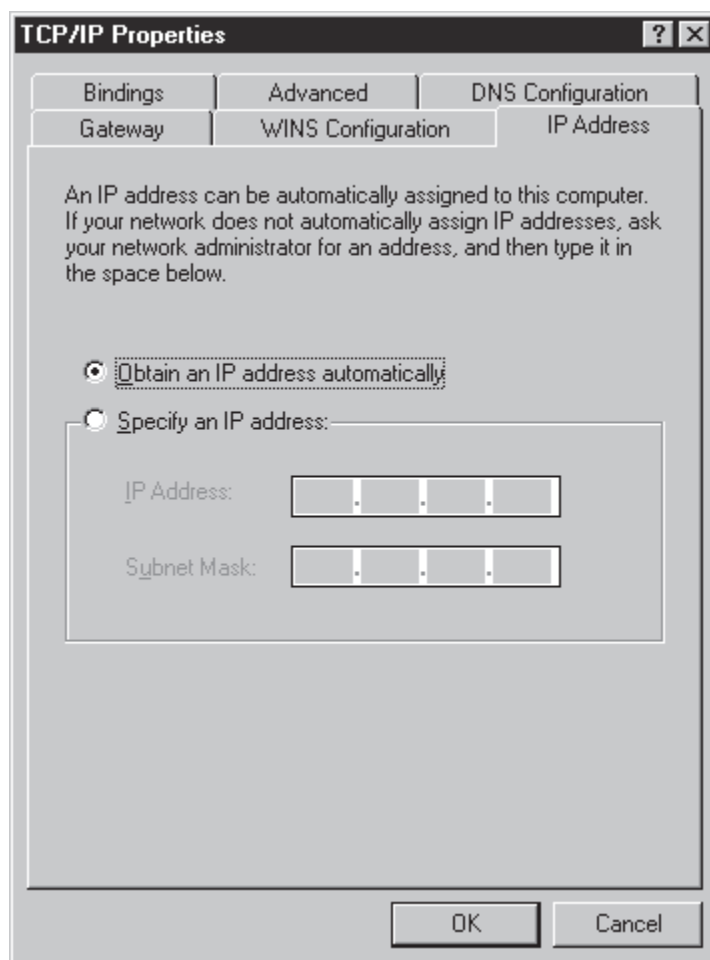 TCP/IP Properties
? X
Bindings Advanced DNS Configuration
Gateway WINS Configuration IP Address
An IP address can be automatically assigned to this computer.
If your network does not automatically assign IP addresses, ask
your network administrator for an address, and then type it in
the space below.
Obtain an IP address automatically
Specify an IP address:
IP Address:
. . .
Subnet Mask:
. . .
OK Cancel